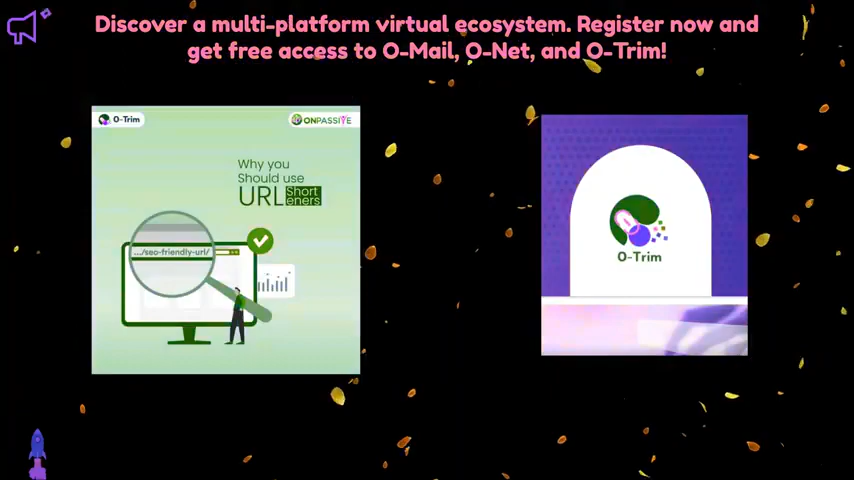 Discover a multi-platform virtual ecosystem. Register now and
get free access to O-Mail, O-Net, and O-Trim!
O-Trim
ONPASSIVE
Why you
Should use
URL Short
eners
.../seo-friendly-url/
O-Trim